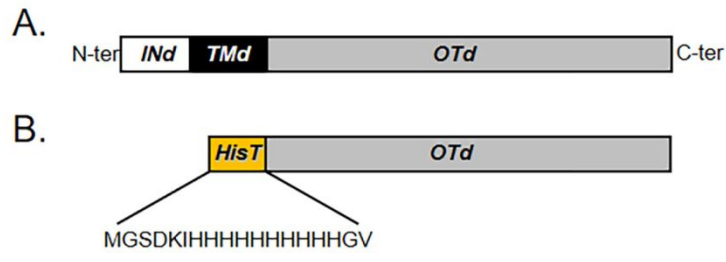 A.
N-ter INd TMd OTd C-ter
B.
HisT OTd
MGSDKIHHHHHHHHHHGV